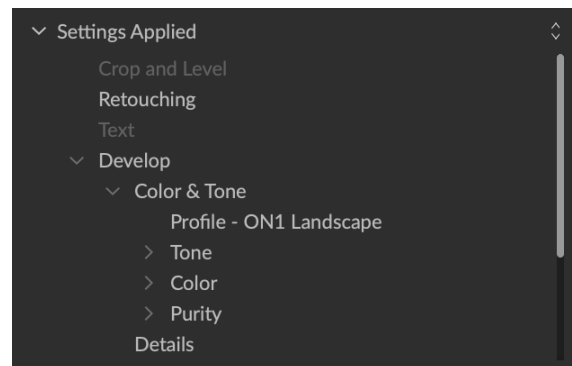 Settings Applied
Crop and Level
Retouching
Text
Develop
Color & Tone
Profile - ON1 Landscape
Tone
Color
Purity
Details